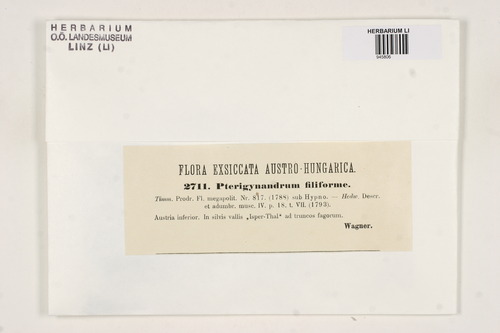 HERBARIUM
O.Ö. LANDESMUSEUM
LINZ (LI)
HERBARIUM LI
945806
FLORA EXSICCATA AUSTRO-HUNGARICA.
2711. Pterigynandrum filiforme.
Timm. Prodr. Fl. megapolit. Nr. 817. (1788) sub Hypno. — Hedw. Descr.
et adumbr. musc. IV. p. 18. t. VII. (1793).
Austria inferior. In silvis vallis „Isper-Thal“ ad truncos fagorum.
Wagner.